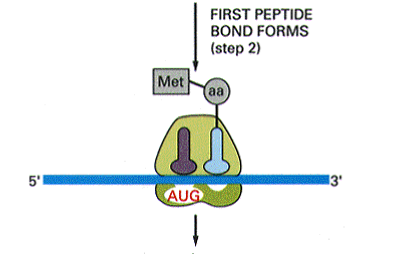 FIRST PEPTIDE
BOND FORMS
(step 2)
Met
aa
5'
3'
AUG